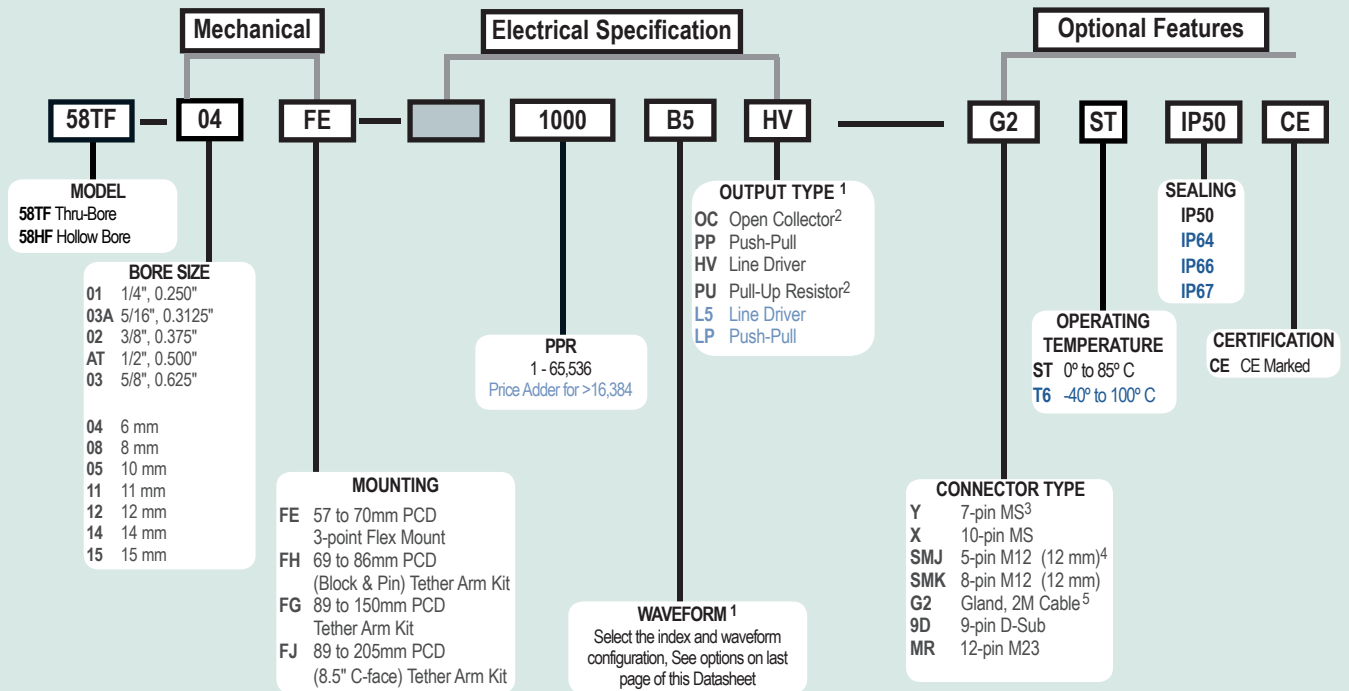 Mechanical
Electrical Specification
Optional Features
58TF
04
FE
1000
B5
HV
G2
ST
IP50
CE
MODEL
58TF Thru-Bore
58HF Hollow Bore
BORE SIZE
01 1/4", 0.250"
03A 5/16", 0.3125"
02 3/8", 0.375"
AT 1/2", 0.500"
03 5/8", 0.625"
04 6 mm
08 8 mm
05 10 mm
11 11 mm
12 12 mm
14 14 mm
15 15 mm
MOUNTING
FE 57 to 70mm PCD
3-point Flex Mount
FH 69 to 86mm PCD
(Block & Pin) Tether Arm Kit
FG 89 to 150mm PCD
Tether Arm Kit
FJ 89 to 205mm PCD
(8.5" C-face) Tether Arm Kit
PPR
1 - 65,536
Price Adder for >16,384
WAVEFORM 1
Select the index and waveform
configuration, See options on last
page of this Datasheet
OUTPUT TYPE 1
OC Open Collector2
PP Push-Pull
HV Line Driver
PU Pull-Up Resistor2
L5 Line Driver
LP Push-Pull
CONNECTOR TYPE
Y 7-pin MS3
X 10-pin MS
SMJ 5-pin M12 (12 mm)4
SMK 8-pin M12 (12 mm)
G2 Gland, 2M Cable5
9D 9-pin D-Sub
MR 12-pin M23
OPERATING
TEMPERATURE
ST 0º to 85º C
T6 -40º to 100º C
SEALING
IP50
IP64
IP66
IP67
CERTIFICATION
CE CE Marked